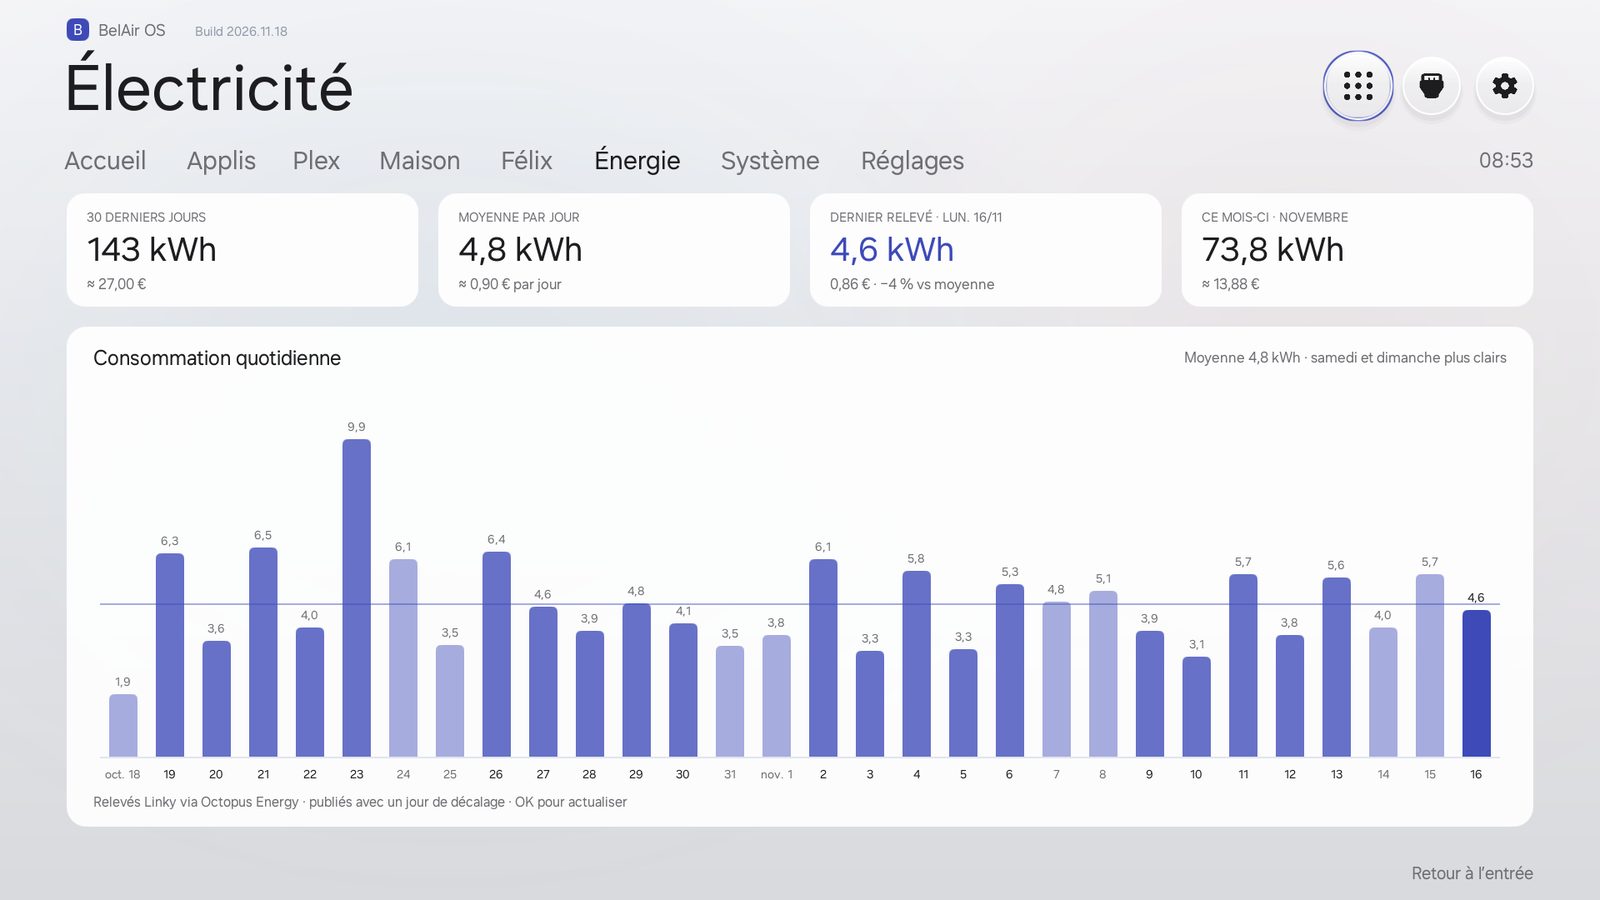 B BelAir OS Build 2026.11.18
Électricité
Accueil Applis Plex Maison Félix Énergie Système Réglages 08:53
30 DERNIERS JOURS
143 kWh
≈ 27,00 €
MOYENNE PAR JOUR
4,8 kWh
≈ 0,90 € par jour
DERNIER RELEVÉ · LUN. 16/11
4,6 kWh
0,86 € · −4 % vs moyenne
CE MOIS-CI · NOVEMBRE
73,8 kWh
≈ 13,88 €
Consommation quotidienne
Moyenne 4,8 kWh · samedi et dimanche plus clairs
1,9 6,3 3,6 6,5 4,0 9,9 6,1 3,5 6,4 4,6 3,9 4,8 4,1 3,5 3,8 6,1 3,3 5,8 3,3 5,3 4,8 5,1 3,9 3,1 5,7 3,8 5,6 4,0 5,7 4,6
oct. 18 19 20 21 22 23 24 25 26 27 28 29 30 31 nov. 1 2 3 4 5 6 7 8 9 10 11 12 13 14 15 16
Relevés Linky via Octopus Energy · publiés avec un jour de décalage · OK pour actualiser
Retour à l’entrée